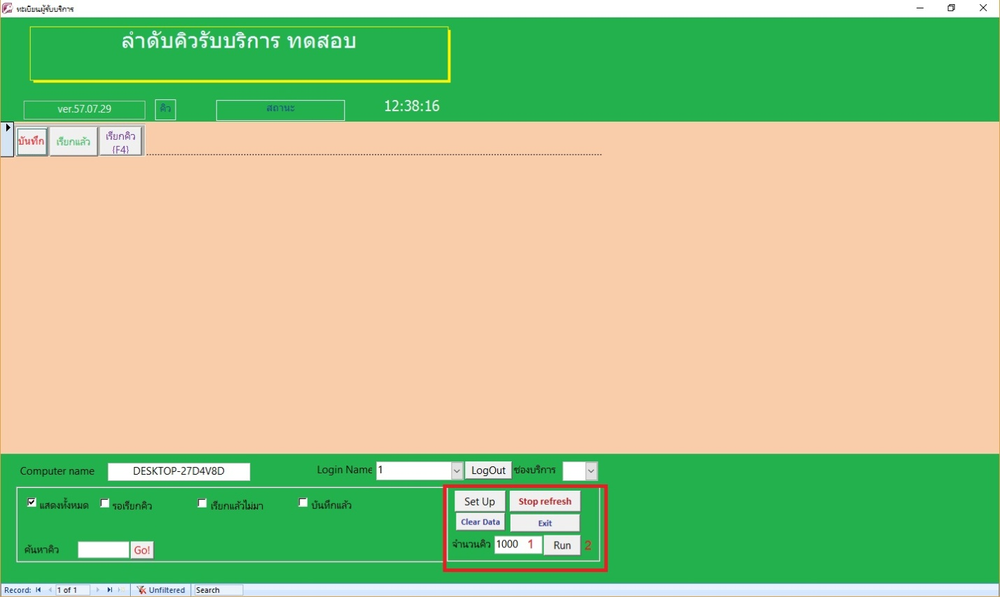 ทะเบียนผู้รับบริการ
ลำดับคิวรับบริการ ทดสอบ
ver.57.07.29 คิว สถานะ 12:38:16
บันทึก เรียกแล้ว เรียกคิว
{F4}
Computer name DESKTOP-27D4V8D Login Name 1 LogOut ช่องบริการ
แสดงทั้งหมด รอเรียกคิว เรียกแล้วไม่มา บันทึกแล้ว Set Up Stop refresh
Clear Data Exit
ค้นหาคิว Go! จำนวนคิว 1000 1 Run 2
Record: 1 of 1 Unfiltered Search